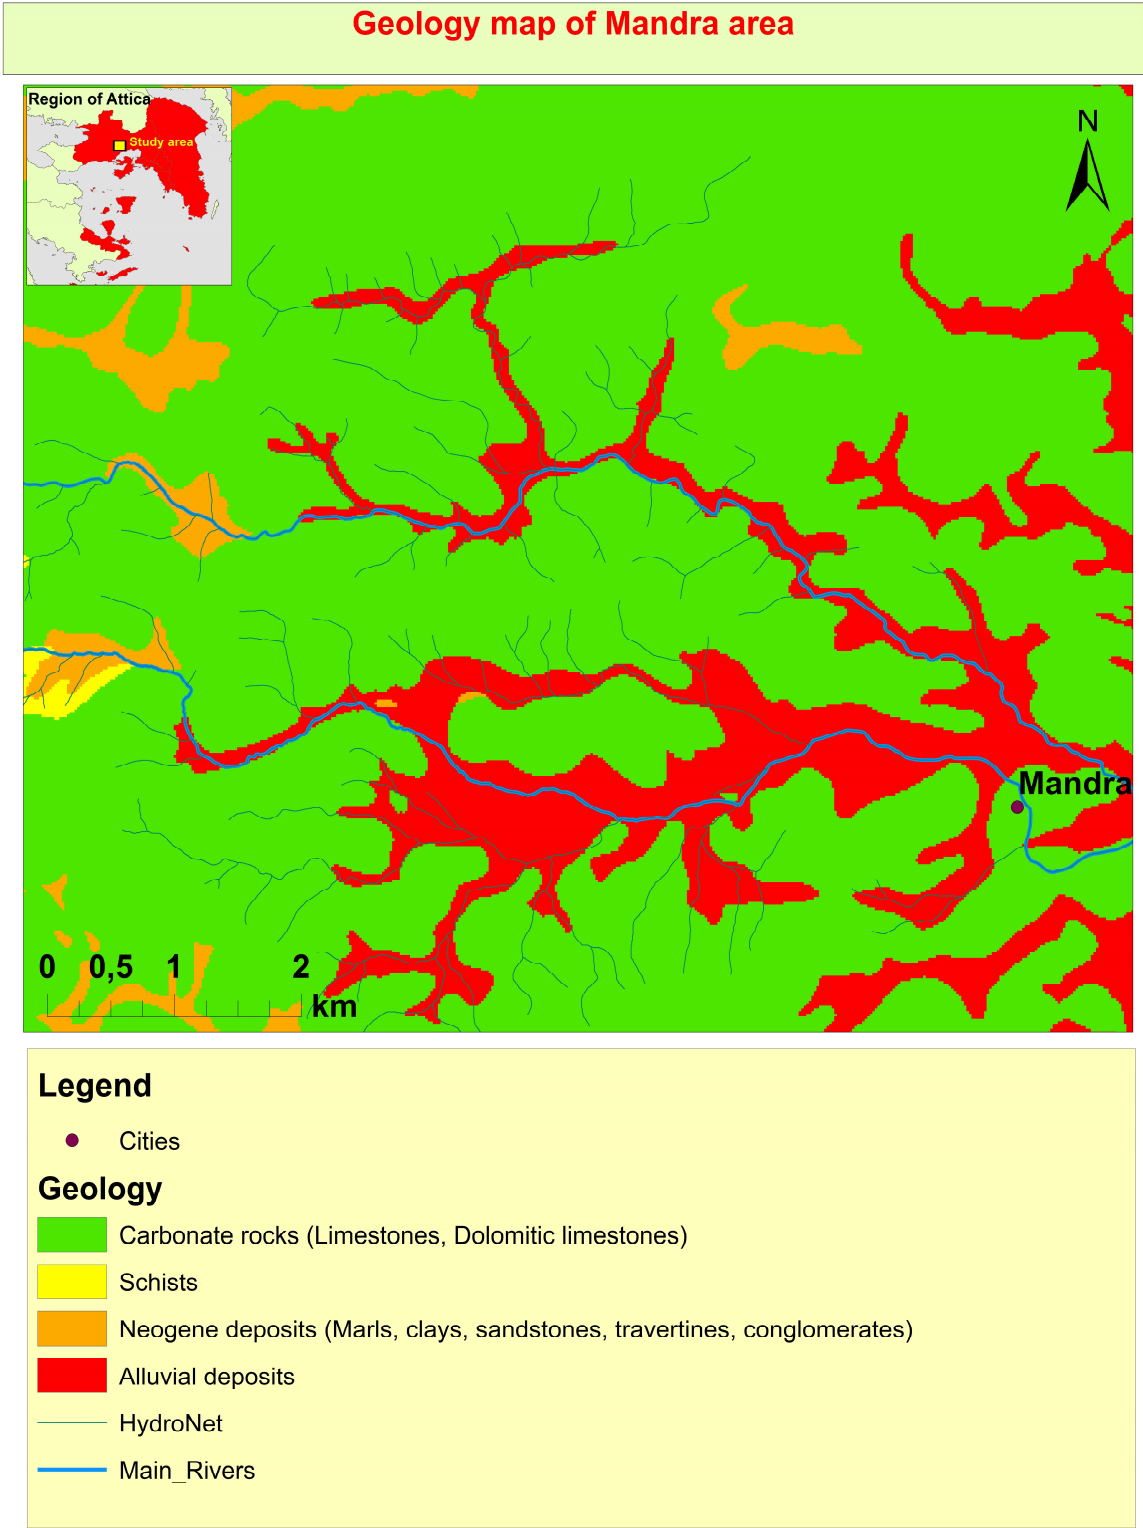 Geology map of Mandra area
Region of Attica
Study area
N
Mandra
0 0,5 1 2
km
Legend
Cities
Geology
Carbonate rocks (Limestones, Dolomitic limestones)
Schists
Neogene deposits (Marls, clays, sandstones, travertines, conglomerates)
Alluvial deposits
HydroNet
Main_Rivers